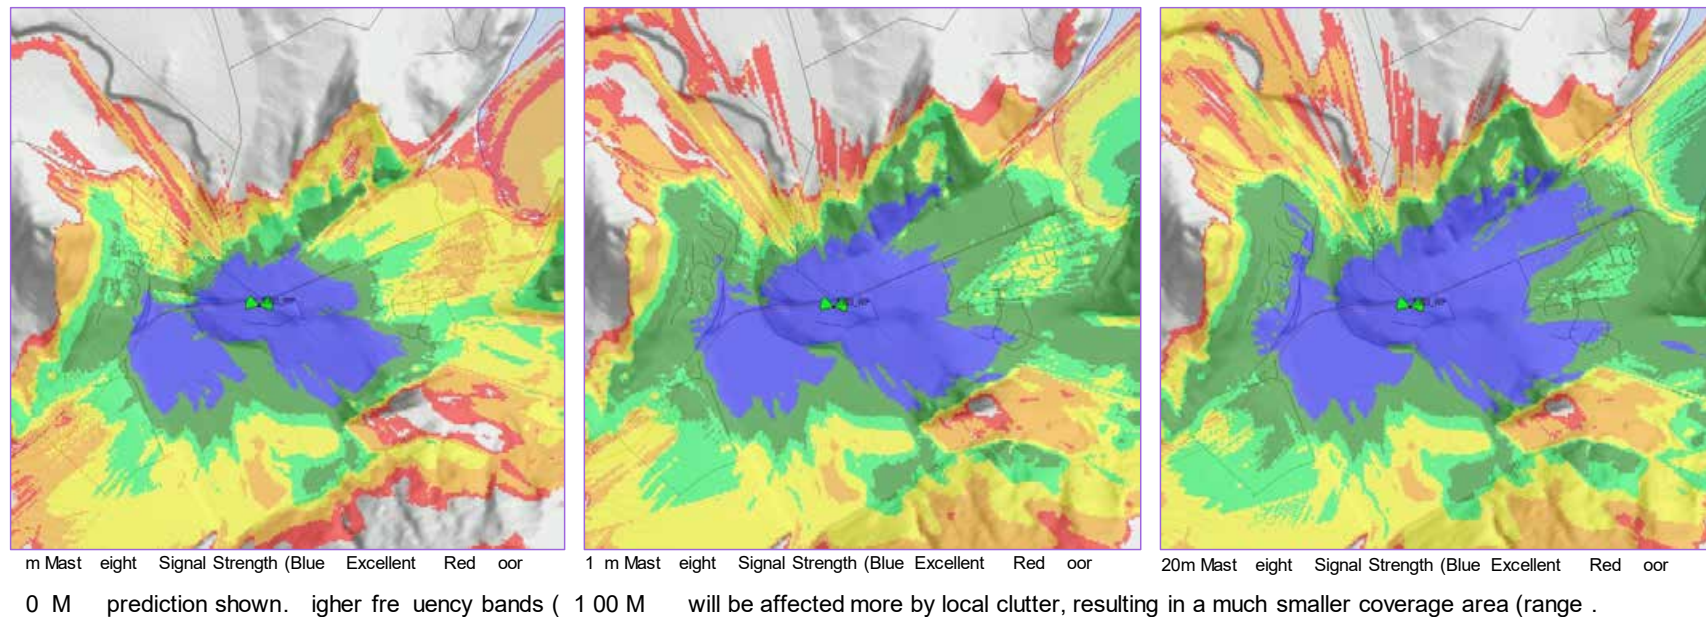 m Mast eight Signal Strength (Blue Excellent Red oor
1 m Mast eight Signal Strength (Blue Excellent Red oor
20m Mast eight Signal Strength (Blue Excellent Red oor
0 M prediction shown. igher fre uency bands ( 1 00 M will be affected more by local clutter, resulting in a much smaller coverage area (range .